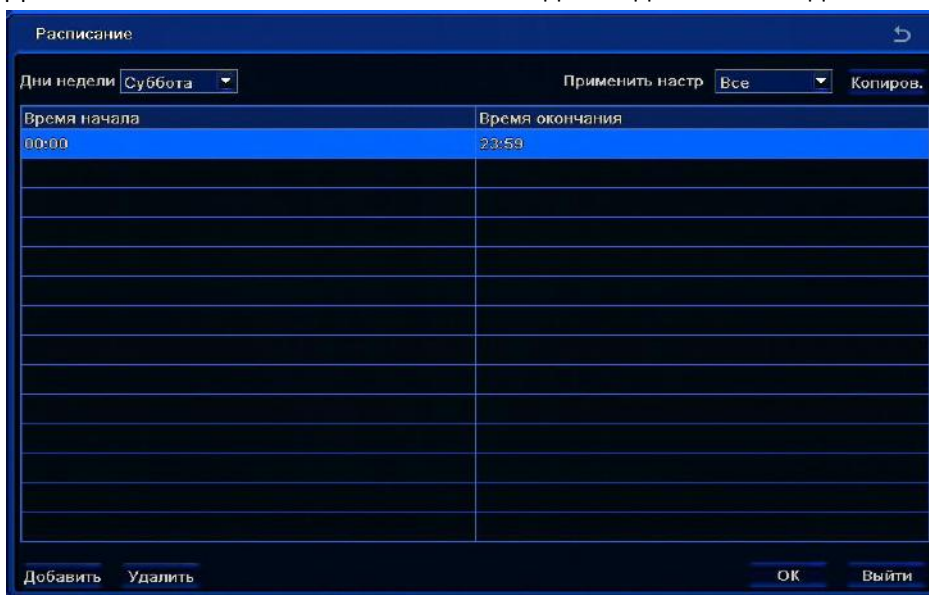 Расписание
Дни недели Суббота Применить настр Все Копиров.
Время начала Время окончания
00:00 23:59
Добавить Удалить ОК Выйти